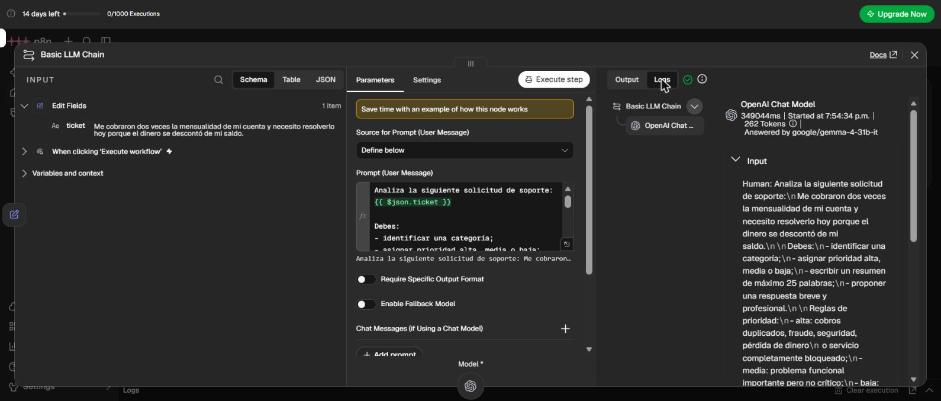 14 days left
0/1000 Executions
Upgrade Now
n8n
Basic LLM Chain
Docs
INPUT
Schema
Table
JSON
Parameters
Settings
Execute step
Output
Logs
Edit Fields
1 item
ticket
Me cobraron dos veces la mensualidad de mi cuenta y necesito resolverlo
hoy porque el dinero se descontó de mi saldo.
When clicking 'Execute workflow'
Variables and context
Save time with an example of how this node works
Source for Prompt (User Message)
Define below
Prompt (User Message)
fx
Analiza la siguiente solicitud de soporte:
{{ $json.ticket }}
Debes:
- identificar una categoría;
- asignar prioridad alta, media o baja;
Analiza la siguiente solicitud de soporte: Me cobraron…
Require Specific Output Format
Enable Fallback Model
Chat Messages (if Using a Chat Model)
Add prompt
Model *
Basic LLM Chain
OpenAI Chat ...
OpenAI Chat Model
349044ms | Started at 7:54:34 p.m. |
262 Tokens |
Answered by google/gemma-4-31b-it
Input
Human: Analiza la siguiente solicitud
de soporte:\n Me cobraron dos veces
la mensualidad de mi cuenta y
necesito resolverlo hoy porque el
dinero se descontó de mi
saldo.\n \n Debes:\n - identificar una
categoría;\n - asignar prioridad alta,
media o baja;\n - escribir un resumen
de máximo 25 palabras;\n - proponer
una respuesta breve y
profesional.\n \n Reglas de
prioridad:\n - alta: cobros
duplicados, fraude, seguridad,
pérdida de dinero\n o servicio
completamente bloqueado;\n -
media: problema funcional
importante pero no crítico;\n - baja:
Settings
Logs
Clear execution